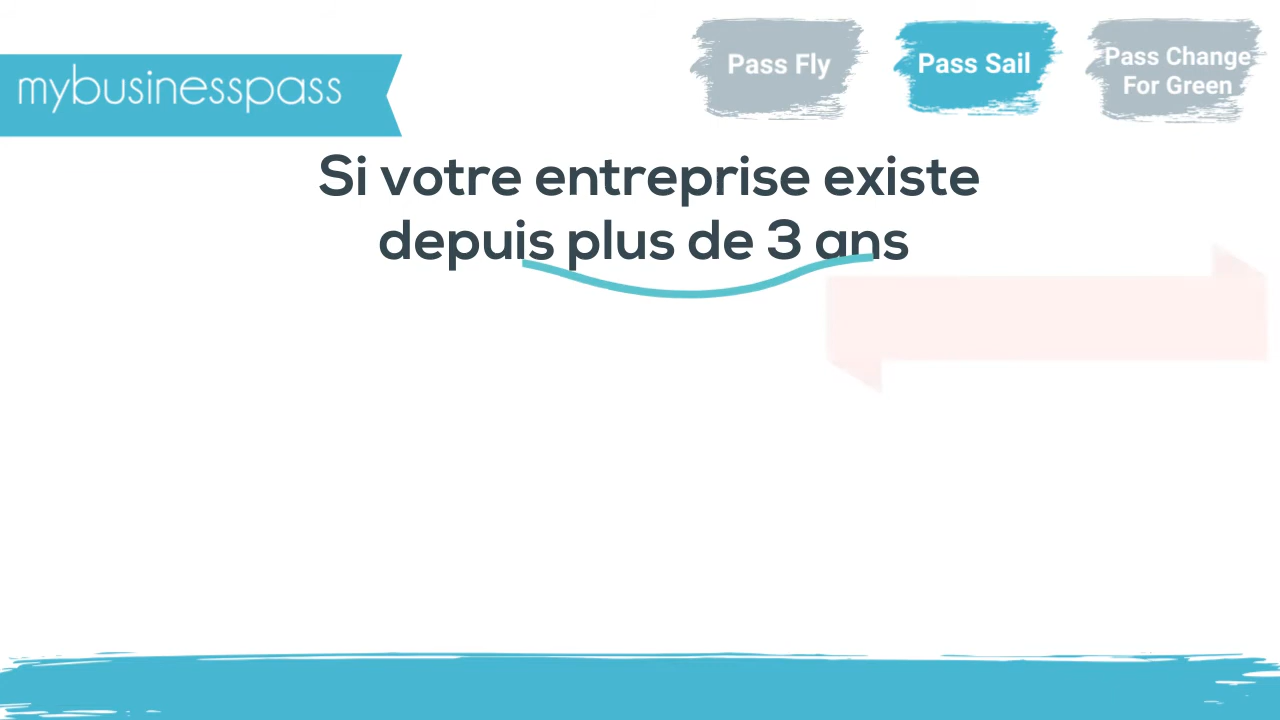 mybusinesspass
Pass Fly
Pass Sail
Pass Change
For Green
Si votre entreprise existe
depuis plus de 3 ans